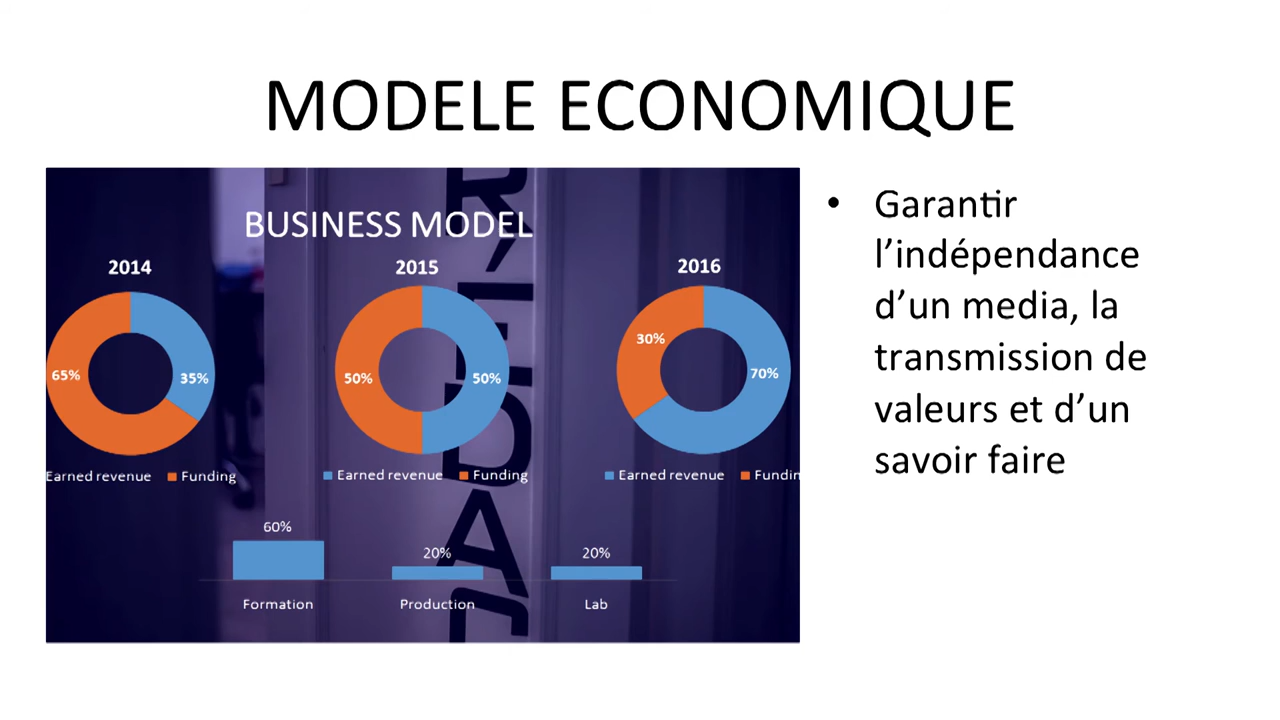 MODELE ECONOMIQUE
BUSINESS MODEL
2014
2015
2016
65%
35%
50%
50%
30%
70%
Earned revenue
Funding
Earned revenue
Funding
Earned revenue
Fundin
60%
20%
20%
Formation
Production
Lab
• Garantir
l’indépendance
d’un media, la
transmission de
valeurs et d’un
savoir faire